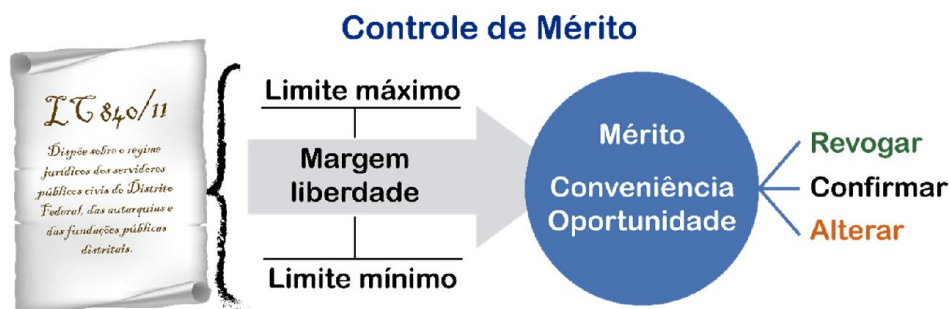 Controle de Mérito
LC 840/11
Dispõe sobre o regime
jurídicos dos servidores
públicos civis do Distrito
Federal, das autarquias e
das fundações públicas
distritais.
Limite máximo
Margem
liberdade
Limite mínimo
Mérito
Conveniência
Oportunidade
Revogar
Confirmar
Alterar